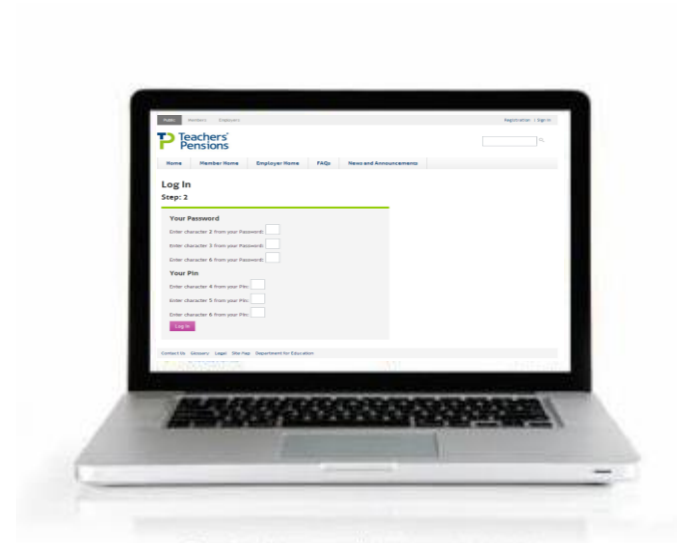 Public Members Employers Registration | Sign In
Teachers'
Pensions
Home Member Home Employer Home FAQs News and Announcements
Log In
Step: 2
Your Password
Enter character 2 from your Password:
Enter character 3 from your Password:
Enter character 6 from your Password:
Your Pin
Enter character 4 from your Pin:
Enter character 5 from your Pin:
Enter character 6 from your Pin:
Log in
Contact Us Glossary Legal Site Map Department for Education